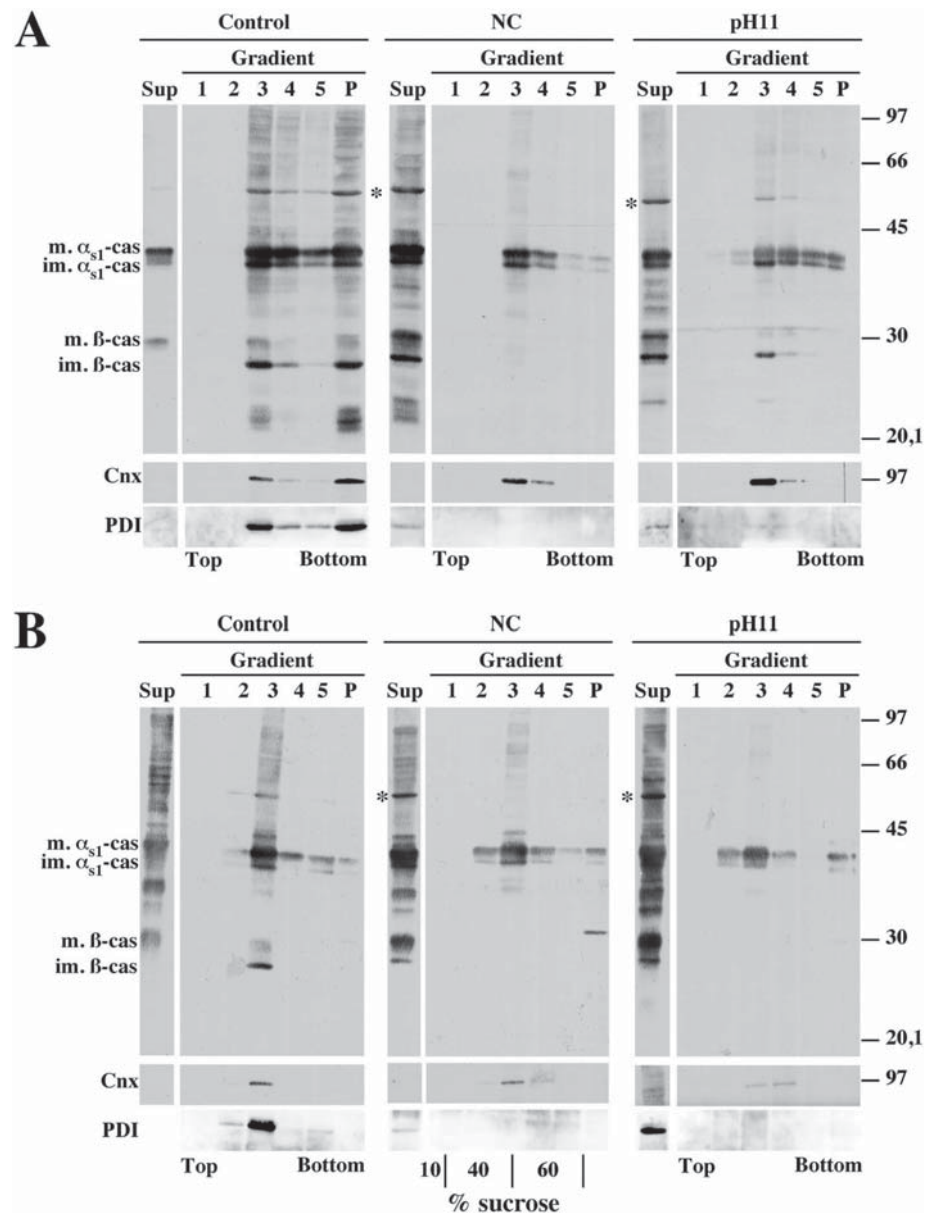 A
Control NC pH11
Gradient Gradient Gradient
Sup 1 2 3 4 5 P Sup 1 2 3 4 5 P Sup 1 2 3 4 5 P
97
66
*
*
45
m. αs1-cas
im. αs1-cas
m. ß-cas
30
im. ß-cas
20,1
Cnx
97
PDI
Top Bottom Top Bottom Top Bottom
B
Control NC pH11
Gradient Gradient Gradient
Sup 1 2 3 4 5 P Sup 1 2 3 4 5 P Sup 1 2 3 4 5 P
97
66
* *
45
m. αs1-cas
im. αs1-cas
m. ß-cas
30
im. ß-cas
20,1
Cnx
97
PDI
Top Bottom 10 40 60 Top Bottom
% sucrose